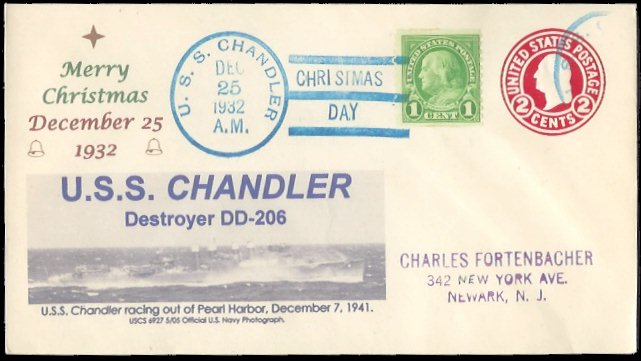 Merry
Christmas
December 25
1932
U. S. S. CHANDLER
DEC
25
1932
A.M.
CHRISTMAS
DAY
UNITED STATES POSTAGE
1 CENT 1
UNITED STATES POSTAGE
2 CENTS 2
U.S.S. CHANDLER
Destroyer DD-206
U.S.S. Chandler racing out of Pearl Harbor, December 7, 1941.
USCS 6927 5/05 Official U.S. Navy Photograph.
CHARLES FORTENBACHER
342 NEW YORK AVE.
NEWARK, N. J.